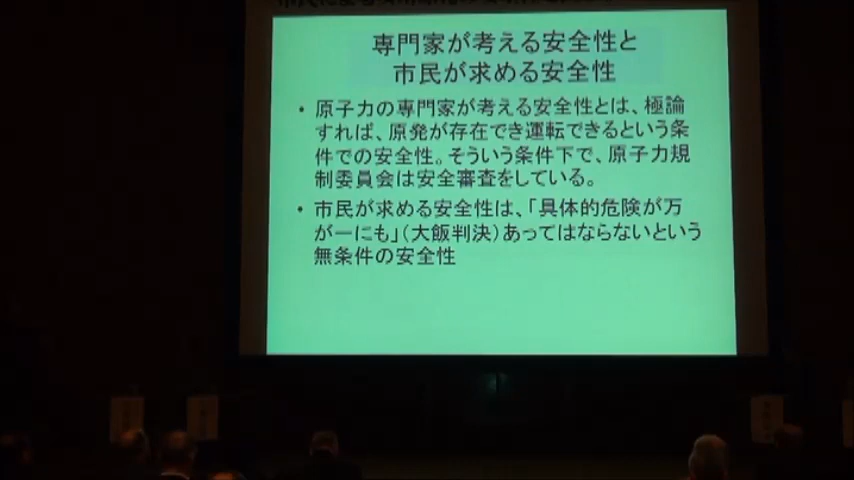 専門家が考える安全性と
市民が求める安全性
・原子力の専門家が考える安全性とは、極論
すれば、原発が存在でき運転できるという条
件での安全性。そういう条件下で、原子力規
制委員会は安全審査をしている。
・市民が求める安全性は、「具体的危険が万
が一にも」(大飯判決)あってはならないという
無条件の安全性